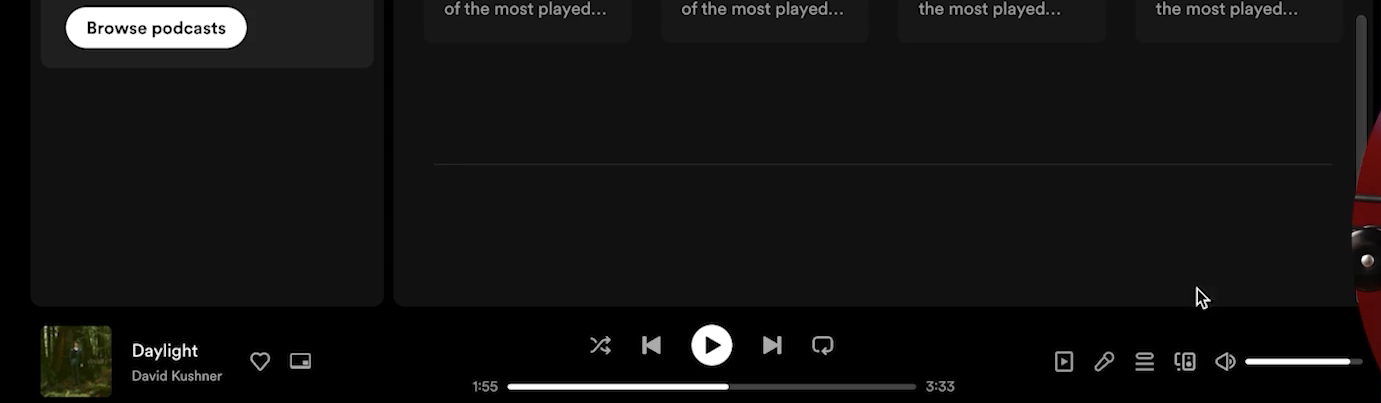 of the most played...
of the most played...
the most played...
the most played...
Browse podcasts
Daylight
David Kushner
1:55
3:33